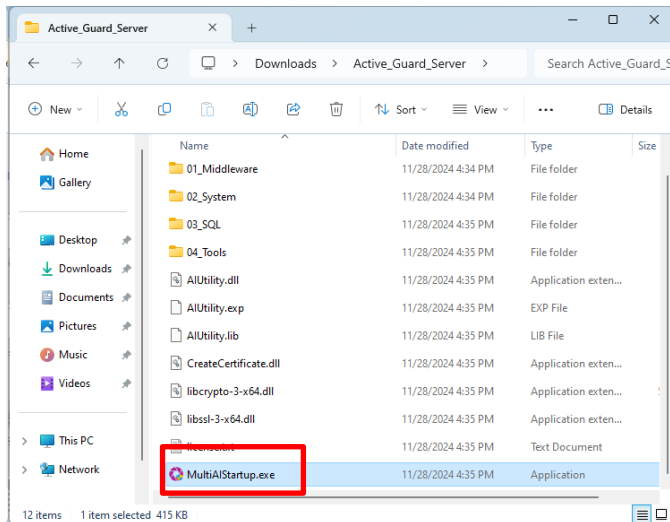 Active_Guard_Server
Downloads > Active_Guard_Server > Search Active_Guard_S
New Sort View ... Details
Name Date modified Type Size
Home
Gallery
Desktop
Downloads
Documents
Pictures
Music
Videos
This PC
Network
01_Middleware 11/28/2024 4:34 PM File folder
02_System 11/28/2024 4:34 PM File folder
03_SQL 11/28/2024 4:35 PM File folder
04_Tools 11/28/2024 4:35 PM File folder
AIUtility.dll 11/28/2024 4:35 PM Application exten...
AIUtility.exp 11/28/2024 4:35 PM EXP File
AIUtility.lib 11/28/2024 4:35 PM LIB File
CreateCertificate.dll 11/28/2024 4:35 PM Application exten...
libcrypto-3-x64.dll 11/28/2024 4:35 PM Application exten...
libssl-3-x64.dll 11/28/2024 4:35 PM Application exten...
11/28/2024 4:35 PM Text Document
MultiAIStartup.exe 11/28/2024 4:35 PM Application
12 items 1 item selected 415 KB